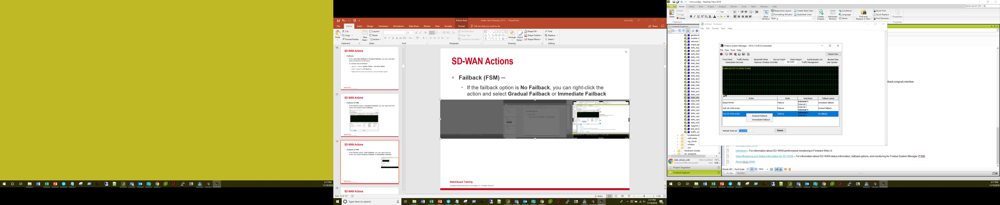 3:17 PM
11/19/2018
Picture Tools
whats-new_Fireware_v12-3 - PowerPoint
Jamie Eby
File Home Insert Design Transitions Animations Slide Show Review View Acrobat Format Tell me what you want to do
Share
Paste
Cut
Copy
Format Painter
New Slide
Layout
Reset
Section
Text Direction
Align Text
Convert to SmartArt
Arrange
Quick Styles
Shape Fill
Shape Outline
Shape Effects
Find
Replace
Select
Clipboard Slides Font Paragraph Drawing Editing
16
SD-WAN Actions
Failback
If you select No failback or Gradual failback, you can manually force connections to fail back
To initiate manual failback
Web UI — Select System Status > SD-WAN Status
FSM — Select the SD-WAN tab
Right-click the action and select a manual failback option
17
SD-WAN Actions
Failback (FSM)
If the failback option is Gradual Failback, you can right-click the action and select Force Failback
18
SD-WAN Actions
Failback (FSM)
If the failback option is No Failback, you can right-click the action and select Gradual Failback or Immediate Failback
19
SD-WAN Actions
18
SD-WAN Actions
Failback (FSM) —
If the failback option is No Failback, you can right-click the
action and select Gradual Failback or Immediate Failback
WatchGuard Training
Copyright ©2018 WatchGuard Technologies, Inc. All Rights Reserved
Slide 18 of 131
Notes
114%
Type here to search
3:17 PM
11/19/2018
Horcrux.flprj - MadCap Flare 2018
Quick Launch (Ctrl + Q)
File Home Insert View Project Analysis Review Tools Table Window Help
Paste
Cut
Copy
Delete
11pt
Style Window
Responsive Layout
Formatting Window
Style p
Create Style Class
Stylesheet Links
Create Snippet
Attributes Window
Conditions
Language
Name
Find and Replace in Files
Quick Find
Quick Replace
Find Elements
Properties
Properties
Content Explorer
Untitled - Notepad
File Edit Format View Help
geoblock
mobile-s
network-
rogue_ap
stats_arp_
stats_aut
stats_blo
stats_che
stats_con
stats_das
stats_dhc
stats_diag
stats_diag
stats_diag
stats_dyn
stats_fbcl
stats_inte
stats_mul
stats_pro
stats_rout
stats_sdw
stats_traf
stats_use
stats_vpn
stats_vpn
stats_vpn
stats_vpn
stats_vpn
stats_wire
support_
test_serve
traffic_m
troubleshoot
webcenter
wg_cloud
wireless
wsc
Hardware-Guides
my_products
Firebox System Manager - 203.0.113.90 [Connected]
File View Tools Help
Renew Now
Front Panel Traffic Monitor Bandwidth Meter Service Watch Status Report Authentication List Blocked Sites
Subscription Services Gateway Wireless Controller SD-WAN Traffic Management User Quotas
[Latency] 0.01ms [Auto-Scale]
Action Mode Interfaces Failback option
Global MWAN Failover External-1 External 2 Immediate failback
VoIP.SD-WAN.action Failover External 2 External-1 Gradual failback
Test.SD-WAN.action Failover External-1 External 2 No failback
Gradual Failback
Immediate Failback
Refresh Interval: 5 seconds
Pause
lback (original) interface.
Interfaces – For information about SD-WAN performance monitoring in Fireware Web UI
View Monitoring and Status Information for SD-WAN – For information about SD-WAN status information, failback options, and monitoring for Firebox System Manager (FSM)
About Multi-WAN
stats_sdwan_web
Chrome HTML Document
Date modified: 11/1...
Size: 8.08 ...
Project Organizer
Content Explorer
Words: 661 Font Scale: 100%
XML Editor Text Editor
3:17 PM
11/19/2018